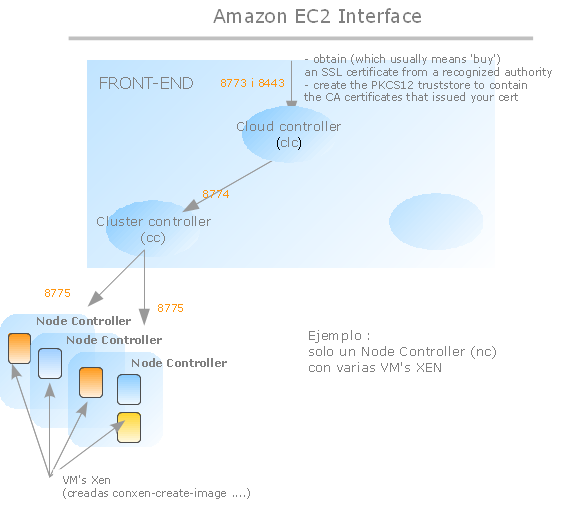 Amazon EC2 Interface
- obtain (which usually means 'buy')
an SSL certificate from a recognized authority
- create the PKCS12 truststore to contain
the CA certificates that issued your cert
FRONT-END
8773 i 8443
Cloud controller
(clc)
8774
Cluster controller
(cc)
8775
8775
Node Controller
Node Controller
Node Controller
Ejemplo :
solo un Node Controller (nc)
con varias VM's XEN
VM's Xen
(creadas conxen-create-image ....)